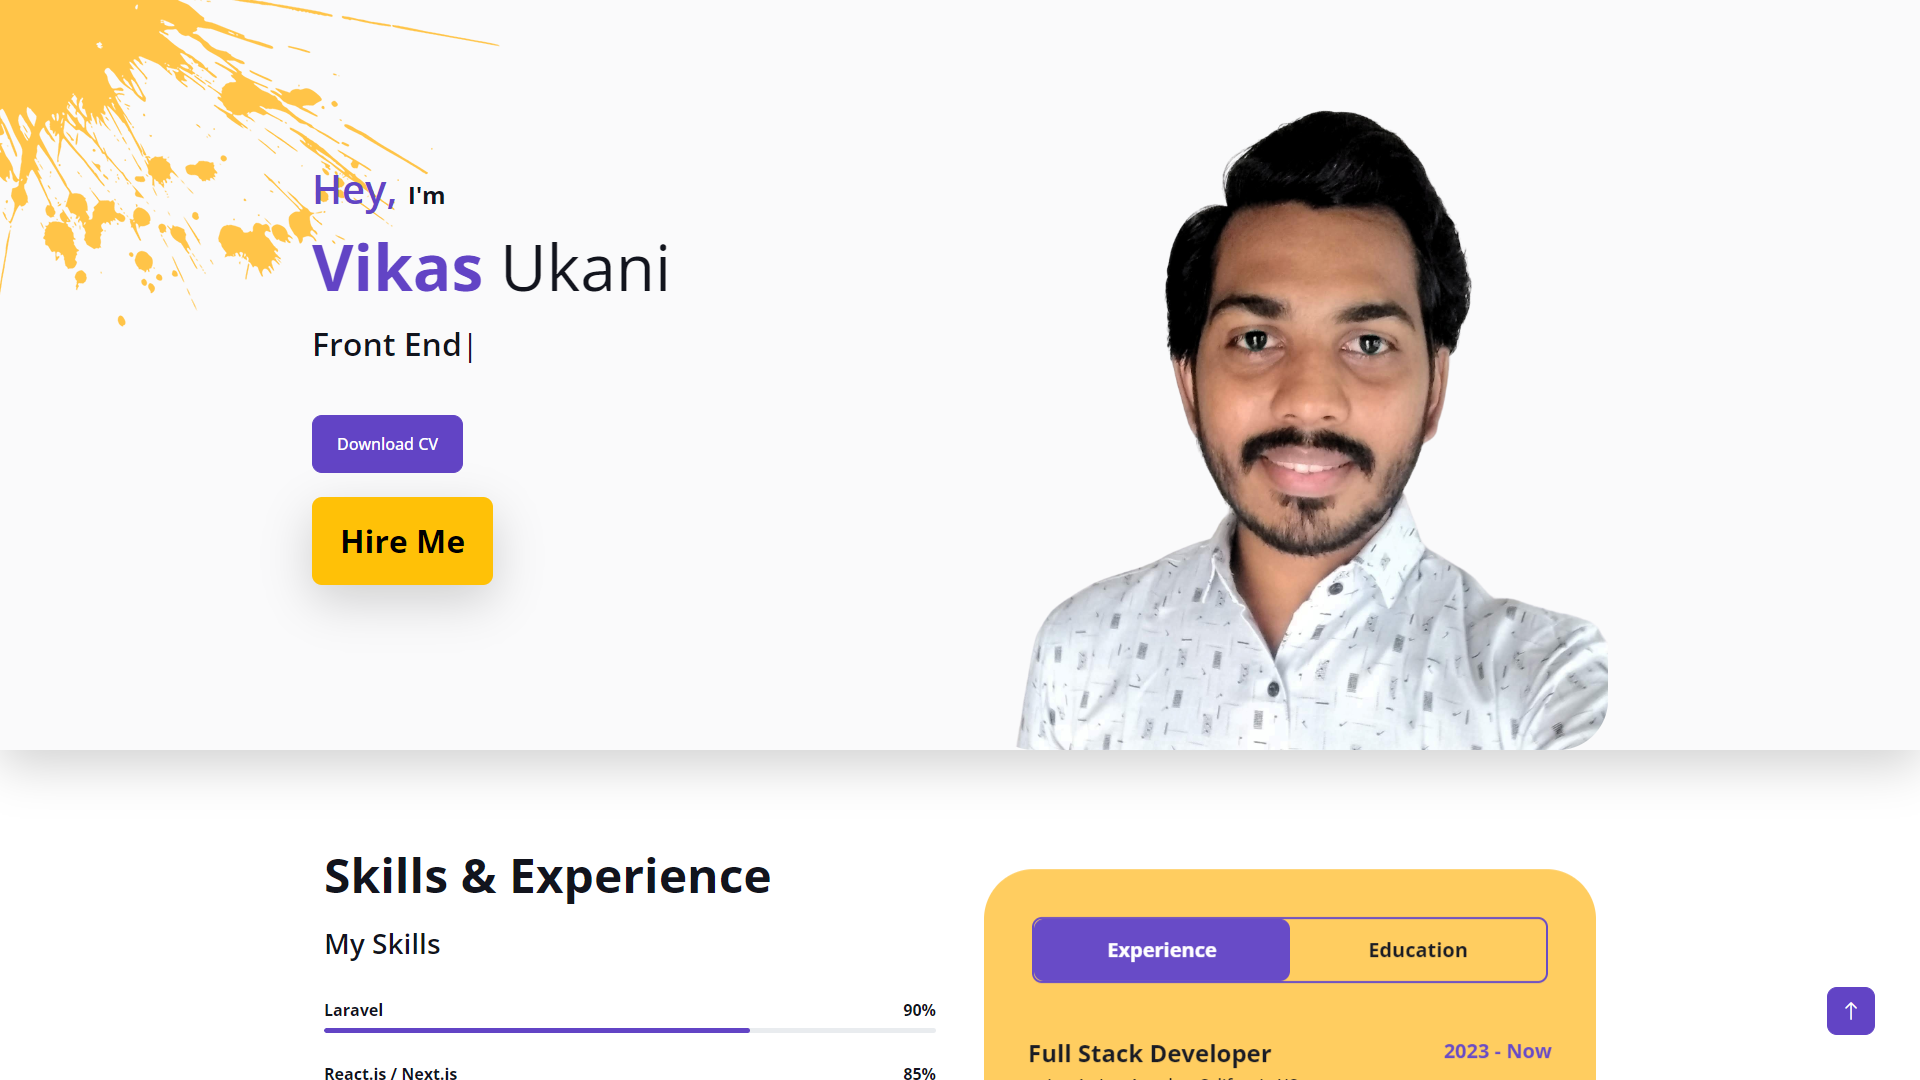 Hey, I'm
Vikas Ukani
Front End|
Download CV
Hire Me
Skills & Experience
My Skills
Laravel 90%
React.js / Next.js 85%
Experience Education
Full Stack Developer 2023 - Now